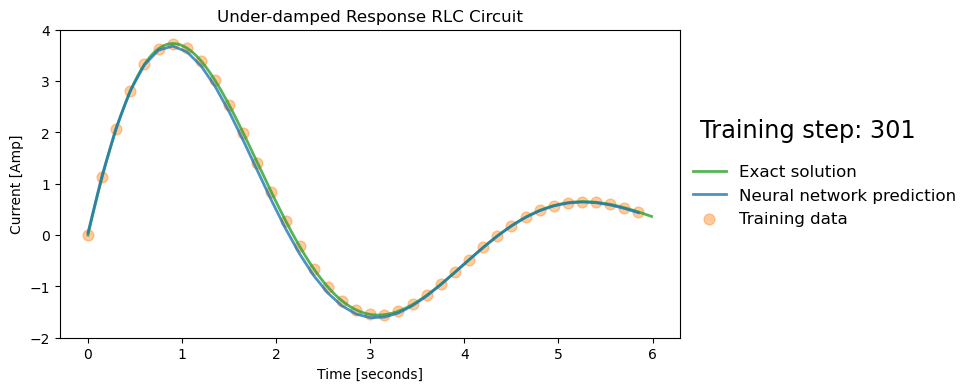 Under-damped Response RLC Circuit
4
3
2
1
0
−1
−2
Current [Amp]
0 1 2 3 4 5 6
Time [seconds]
Training step: 301
Exact solution
Neural network prediction
Training data